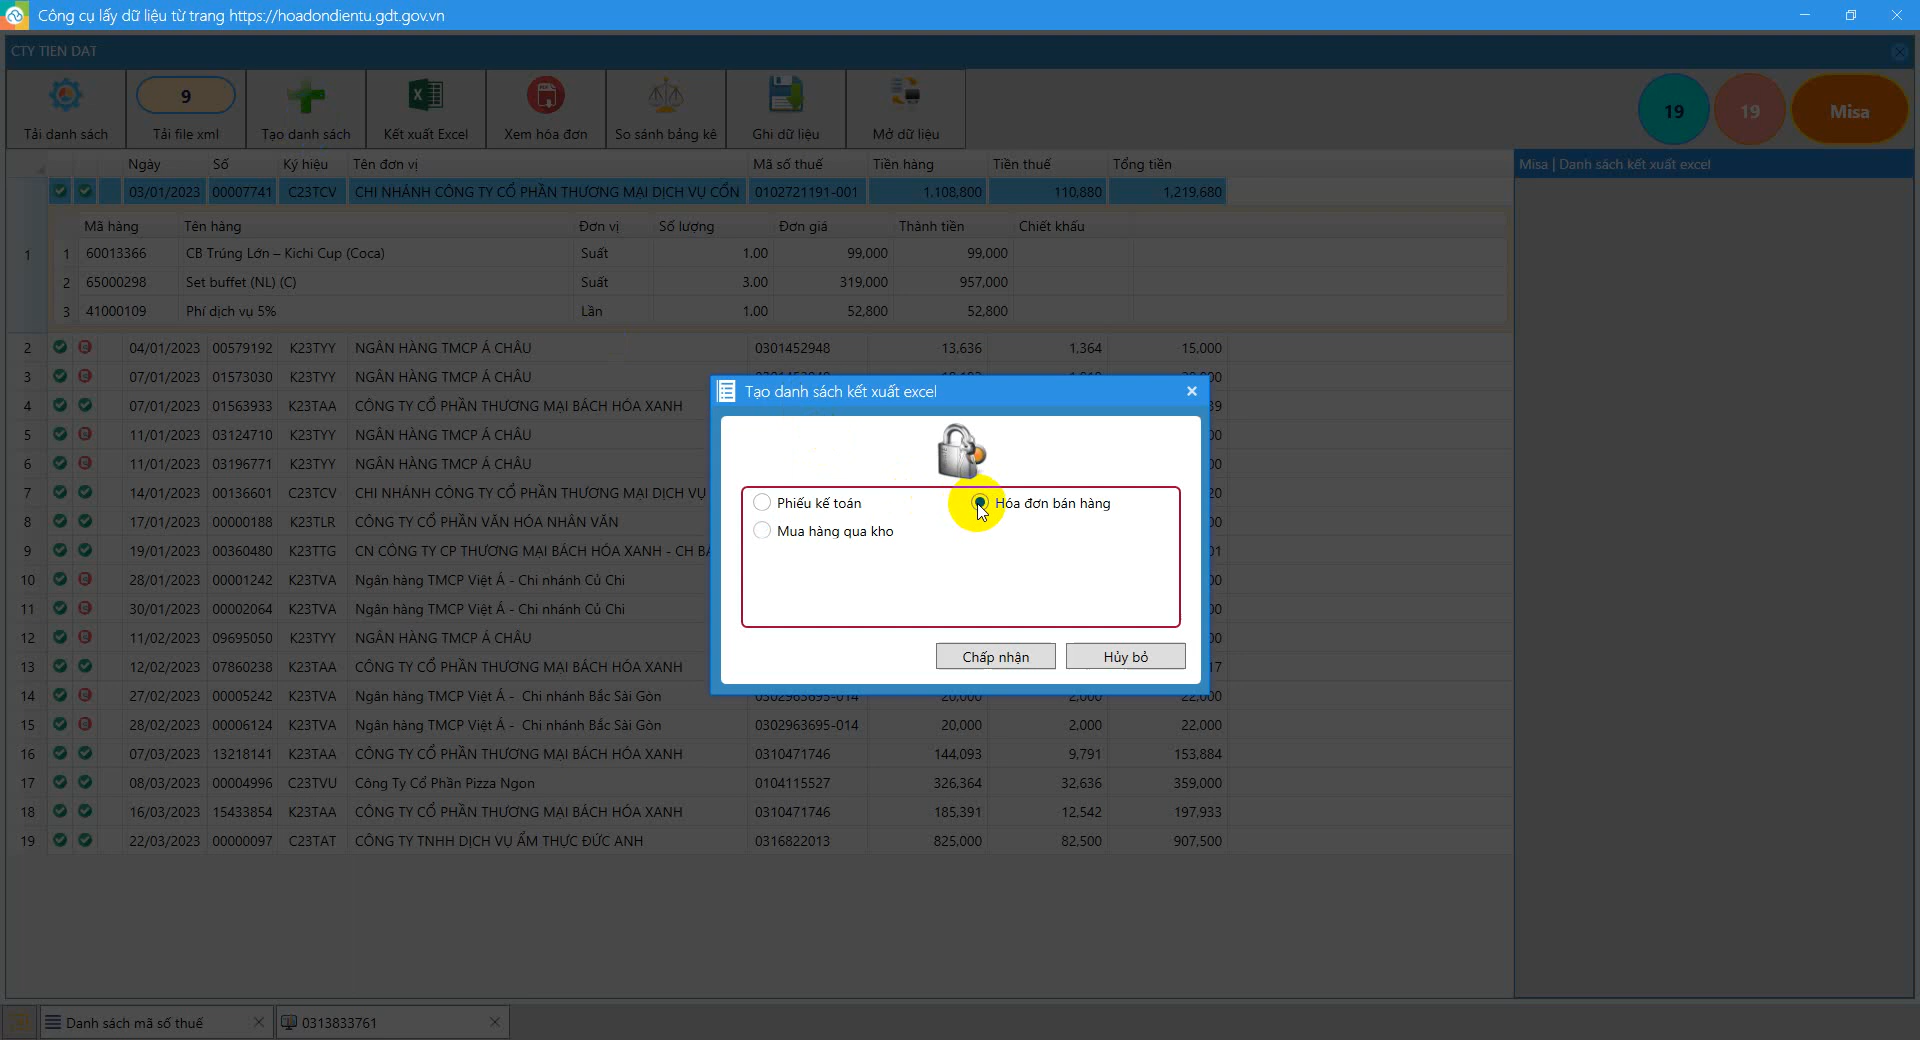 Công cụ lấy dữ liệu từ trang https://hoadondientu.gdt.gov.vn
CTY TIEN DAT
Tải danh sách
9
Tải file xml
Tạo danh sách
Kết xuất Excel
Xem hóa đơn
So sánh bảng kê
Ghi dữ liệu
Mở dữ liệu
19
19
Misa
Ngày Số Ký hiệu Tên đơn vị Mã số thuế Tiền hàng Tiền thuế Tổng tiền
Misa | Danh sách kết xuất excel
03/01/2023 00007741 C23TCV CHI NHÁNH CÔNG TY CỔ PHẦN THƯƠNG MẠI DỊCH VỤ CỔN 0102721191-001 1,108,800 110,880 1,219,680
Mã hàng Tên hàng Đơn vị Số lượng Đơn giá Thành tiền Chiết khấu
1 1 60013366 CB Trúng Lớn – Kichi Cup (Coca) Suất 1.00 99,000 99,000
2 65000298 Set buffet (NL) (C) Suất 3.00 319,000 957,000
3 41000109 Phí dịch vụ 5% Lần 1.00 52,800 52,800
2 04/01/2023 00579192 K23TYY NGÂN HÀNG TMCP Á CHÂU 0301452948 13,636 1,364 15,000
3 07/01/2023 01573030 K23TYY NGÂN HÀNG TMCP Á CHÂU
4 07/01/2023 01563933 K23TAA CÔNG TY CỔ PHẦN THƯƠNG MẠI BÁCH HÓA XANH 39
5 11/01/2023 03124710 K23TYY NGÂN HÀNG TMCP Á CHÂU 00
6 11/01/2023 03196771 K23TYY NGÂN HÀNG TMCP Á CHÂU 00
7 14/01/2023 00136601 C23TCV CHI NHÁNH CÔNG TY CỔ PHẦN THƯƠNG MẠI DỊCH VỤ 20
8 17/01/2023 00000188 K23TLR CÔNG TY CỔ PHẦN VĂN HÓA NHÂN VĂN 00
9 19/01/2023 00360480 K23TTG CN CÔNG TY CP THƯƠNG MẠI BÁCH HÓA XANH - CH BÁ 01
10 28/01/2023 00001242 K23TVA Ngân hàng TMCP Việt Á - Chi nhánh Củ Chi 00
11 30/01/2023 00002064 K23TVA Ngân hàng TMCP Việt Á - Chi nhánh Củ Chi 00
12 11/02/2023 09695050 K23TYY NGÂN HÀNG TMCP Á CHÂU 00
13 12/02/2023 07860238 K23TAA CÔNG TY CỔ PHẦN THƯƠNG MẠI BÁCH HÓA XANH 17
14 27/02/2023 00005242 K23TVA Ngân hàng TMCP Việt Á - Chi nhánh Bắc Sài Gòn 0302963695-014 20,000 2,000 22,000
15 28/02/2023 00006124 K23TVA Ngân hàng TMCP Việt Á - Chi nhánh Bắc Sài Gòn 0302963695-014 20,000 2,000 22,000
16 07/03/2023 13218141 K23TAA CÔNG TY CỔ PHẦN THƯƠNG MẠI BÁCH HÓA XANH 0310471746 144,093 9,791 153,884
17 08/03/2023 00004996 C23TVU Công Ty Cổ Phần Pizza Ngon 0104115527 326,364 32,636 359,000
18 16/03/2023 15433854 K23TAA CÔNG TY CỔ PHẦN THƯƠNG MẠI BÁCH HÓA XANH 0310471746 185,391 12,542 197,933
19 22/03/2023 00000097 C23TAT CÔNG TY TNHH DỊCH VỤ ẨM THỰC ĐỨC ANH 0316822013 825,000 82,500 907,500
Tạo danh sách kết xuất excel
Phiếu kế toán Hóa đơn bán hàng
Mua hàng qua kho
Chấp nhận Hủy bỏ
Danh sách mã số thuế 0313833761